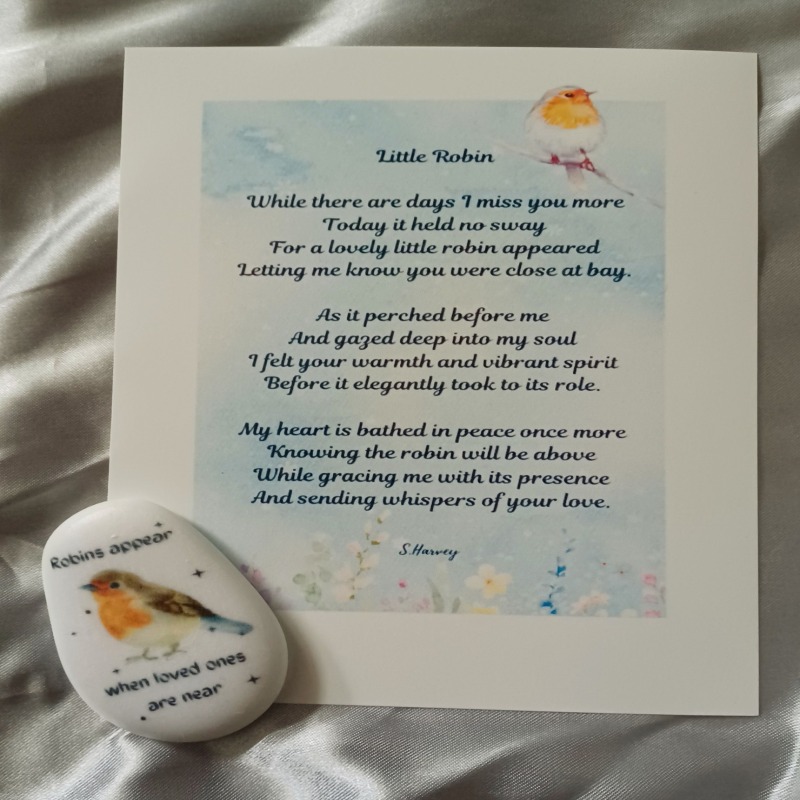 Little Robin
While there are days I miss you more
Today it held no sway
For a lovely little robin appeared
Letting me know you were close at bay.
As it perched before me
And gazed deep into my soul
I felt your warmth and vibrant spirit
Before it elegantly took to its role.
My heart is bathed in peace once more
Knowing the robin will be above
While gracing me with its presence
And sending whispers of your love.
S.Harvey
Robins appear
when loved ones
are near